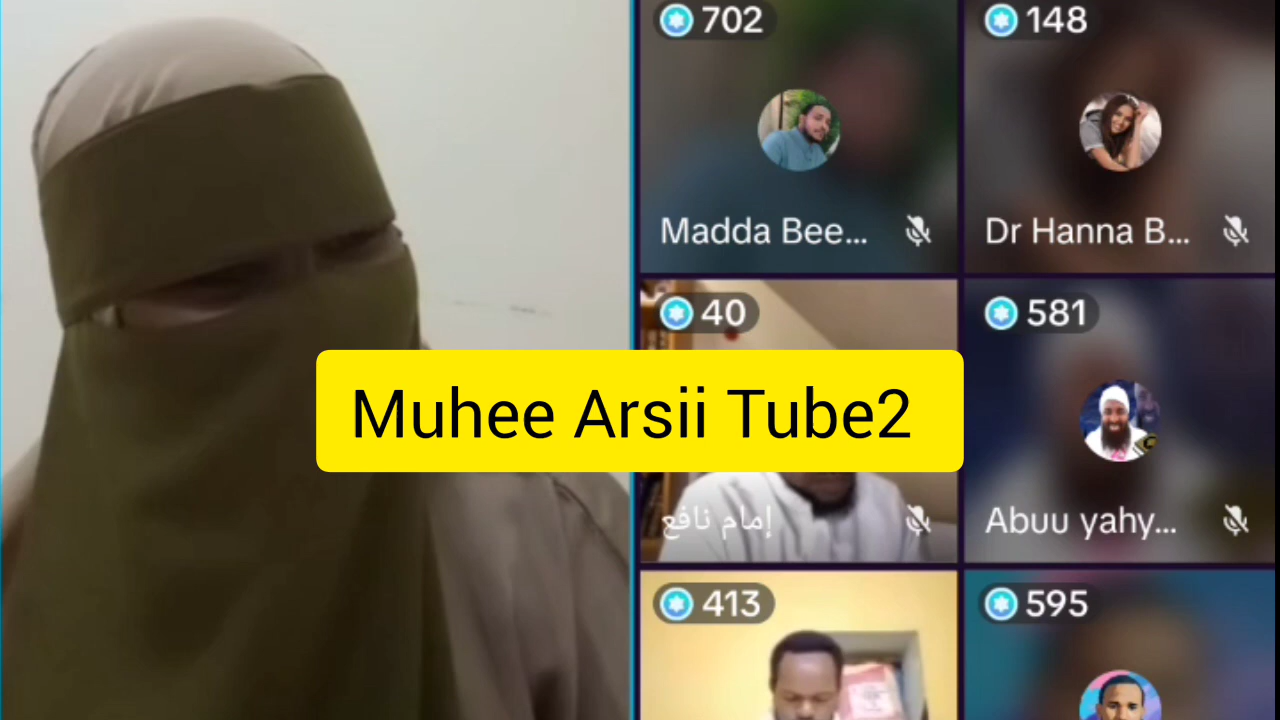 702
148
Madda Bee...
Dr Hanna B...
40
581
Muhee Arsii Tube2
إمام نافع
Abuu yahy...
413
595